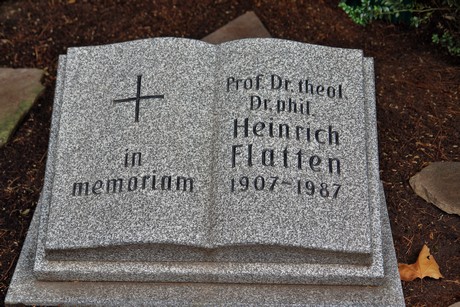 in
memoriam
Prof. Dr. theol.
Dr. phil.
Heinrich
Flatten
1907-1987